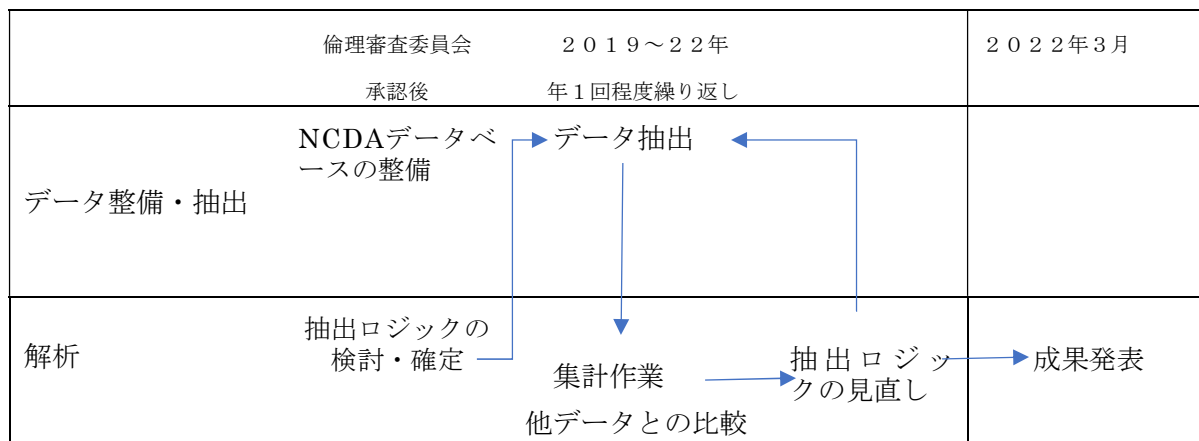 倫理審査委員会 ２０１９～２２年 ２０２２年３月
承認後 年１回程度繰り返し
NCDAデータベ データ抽出
ースの整備
データ整備・抽出
抽出ロジックの
解析 検討・確定 抽出ロジッ 成果発表
集計作業 クの見直し
他データとの比較